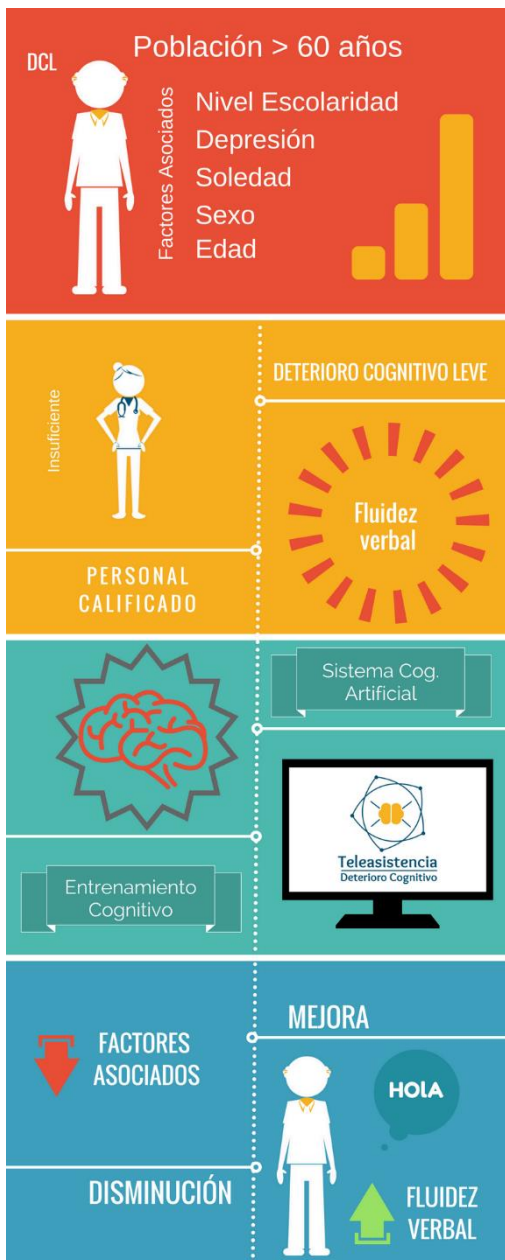 DCL
Población > 60 años
Factores Asociados
Nivel Escolaridad
Depresión
Soledad
Sexo
Edad
Insuficiente
PERSONAL
CALIFICADO
DETERIORO COGNITIVO LEVE
Fluidez
verbal
Entrenamiento
Cognitivo
Sistema Cog.
Artificial
Teleasistencia
Deterioro Cognitivo
FACTORES
ASOCIADOS
DISMINUCIÓN
MEJORA
HOLA
FLUIDEZ
VERBAL